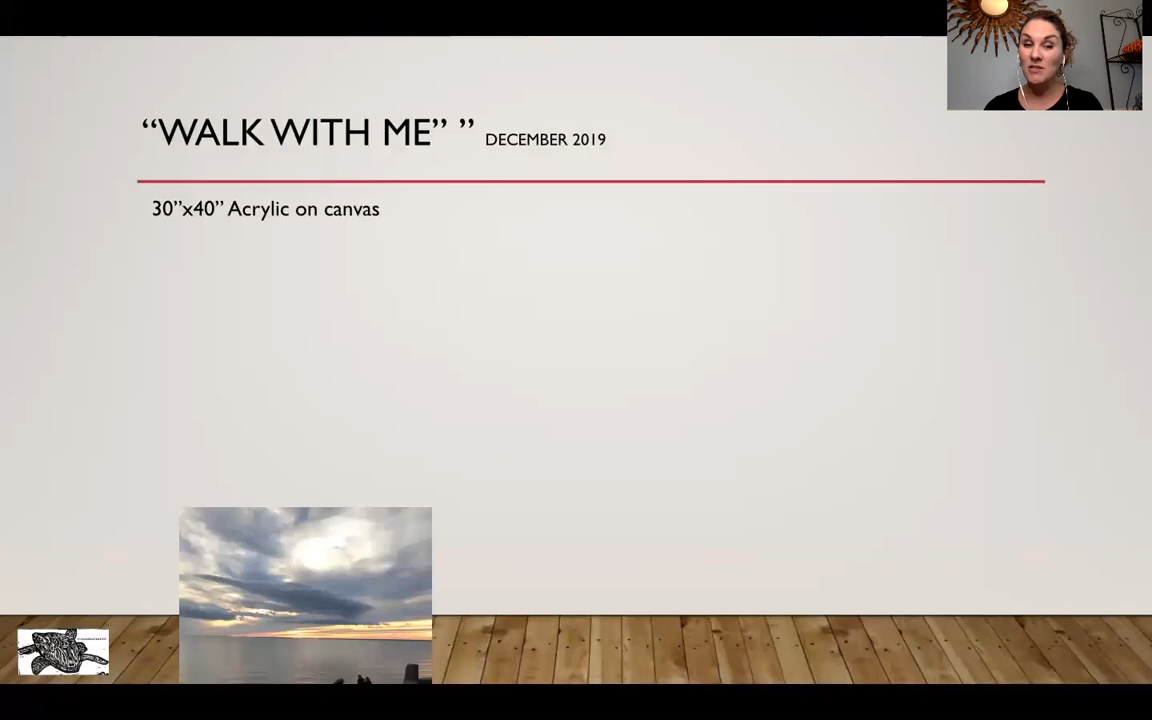 “WALK WITH ME” ” DECEMBER 2019
30”x40” Acrylic on canvas